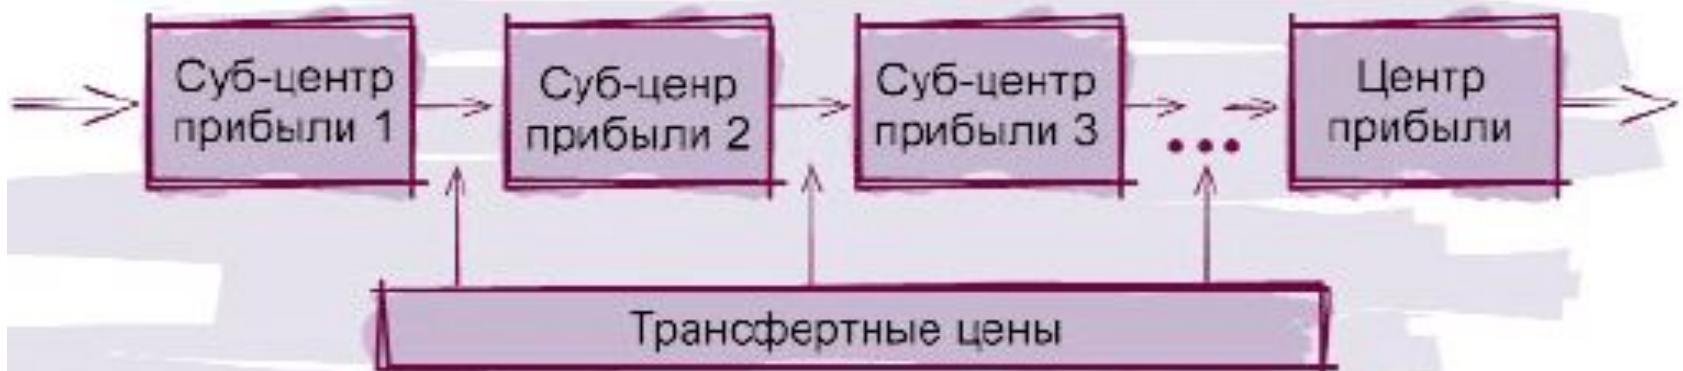 Суб-центр
прибыли 1
Суб-ценр
прибыли 2
Суб-центр
прибыли 3
Центр
прибыли
Трансфертные цены